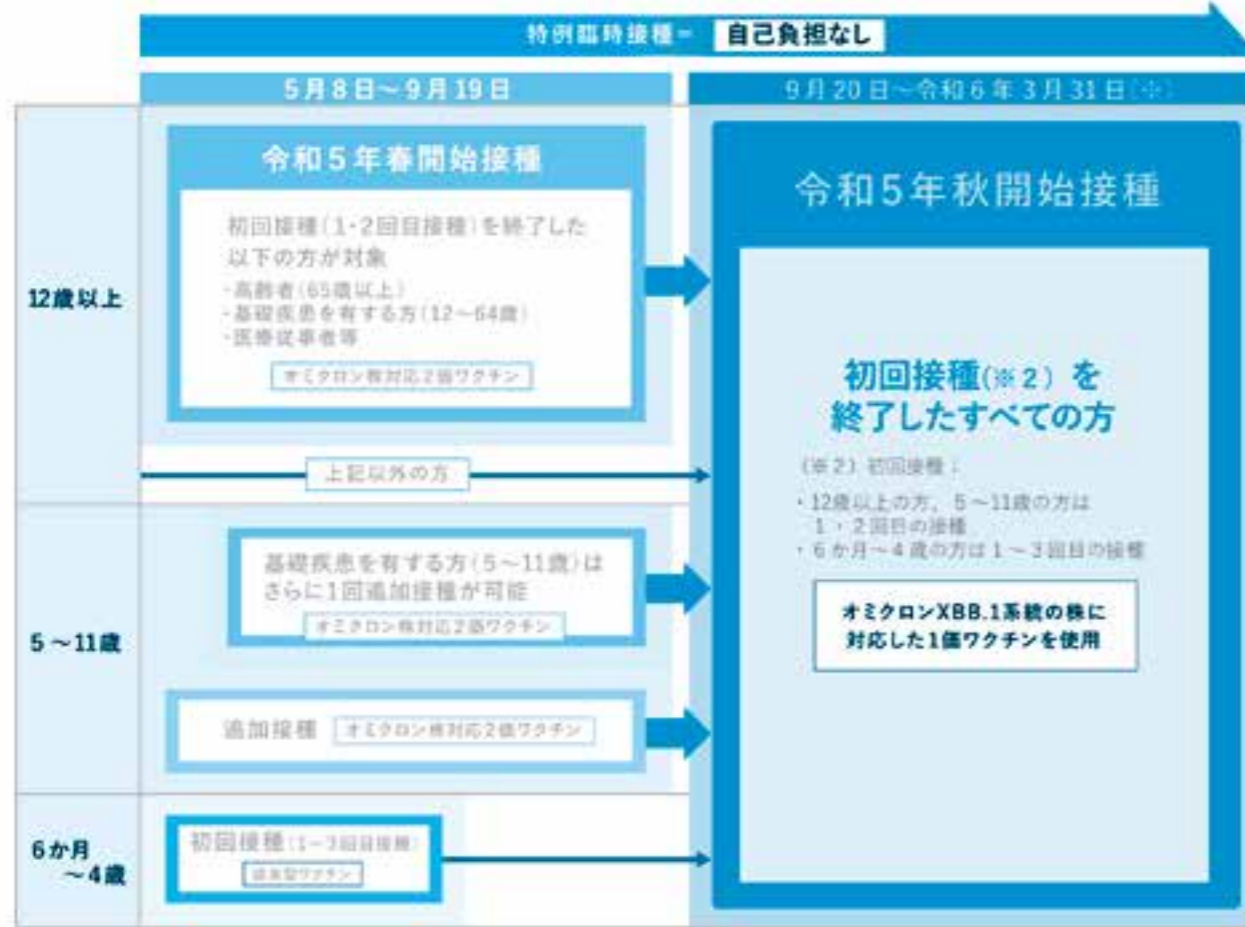 特例臨時接種＝ 自己負担なし
5月8日～9月19日
9月20日～令和6年3月31日(※)
12歳以上
令和5年春開始接種
初回接種(1・2回目接種)を終了した
以下の方が対象
・高齢者(65歳以上)
・基礎疾患を有する方(12～64歳)
・医療従事者等
オミクロン株対応2価ワクチン
上記以外の方
5～11歳
基礎疾患を有する方(5～11歳)は
さらに1回追加接種が可能
オミクロン株対応2価ワクチン
追加接種 オミクロン株対応2価ワクチン
6か月
～4歳
初回接種(1～3回目接種)
従来型ワクチン
令和5年秋開始接種
初回接種(※2) を
終了したすべての方
(※2) 初回接種：
・12歳以上の方、5～11歳の方は
1・2回目の接種
・6か月～4歳の方は1～3回目の接種
オミクロンXBB.1系統の株に
対応した1価ワクチンを使用